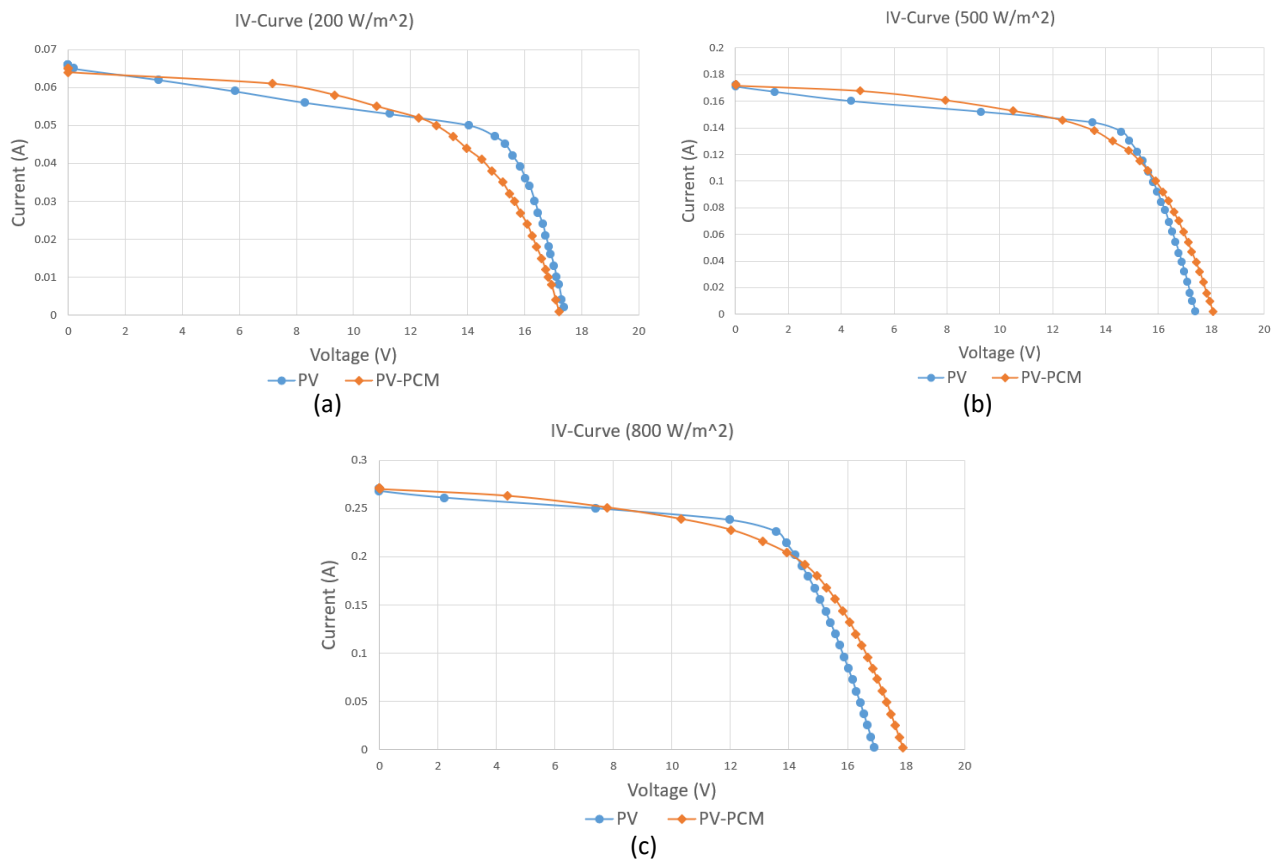 IV-Curve (200 W/m^2)
0.07
0.06
0.05
0.04
0.03
0.02
0.01
0
Current (A)
0 2 4 6 8 10 12 14 16 18 20
Voltage (V)
PV PV-PCM
(a)
IV-Curve (500 W/m^2)
0.2
0.18
0.16
0.14
0.12
0.1
0.08
0.06
0.04
0.02
0
Current (A)
0 2 4 6 8 10 12 14 16 18 20
Voltage (V)
PV PV-PCM
(b)
IV-Curve (800 W/m^2)
0.3
0.25
0.2
0.15
0.1
0.05
0
Current (A)
0 2 4 6 8 10 12 14 16 18 20
Voltage (V)
PV PV-PCM
(c)